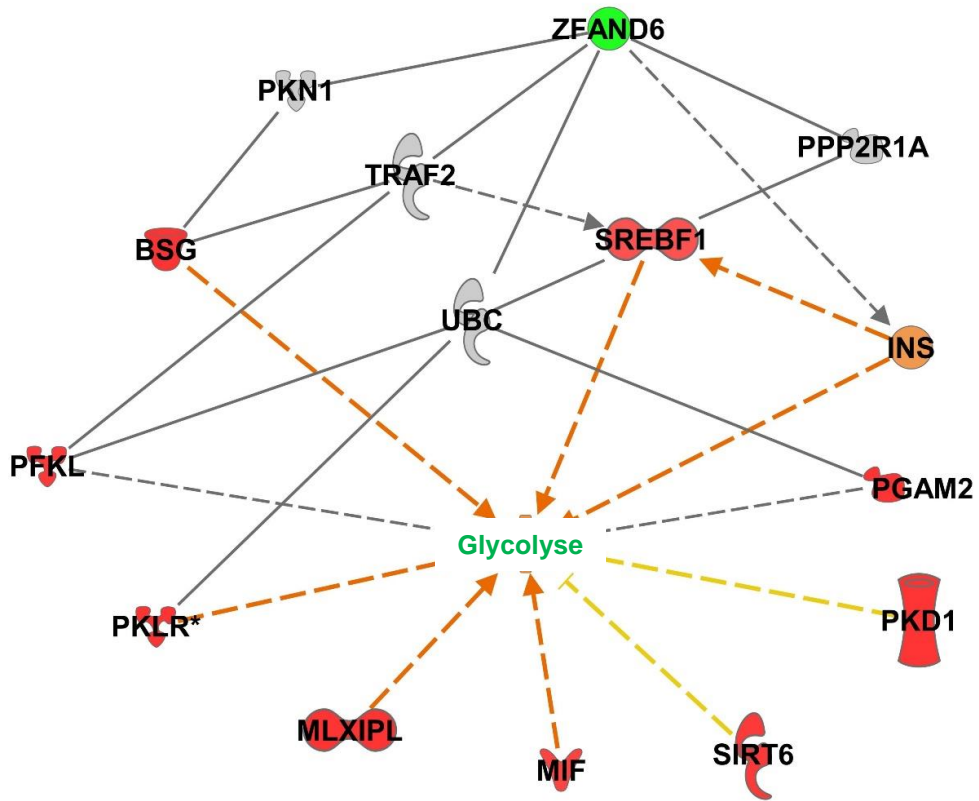 ZFAND6
PKN1
PPP2R1A
TRAF2
SREBF1
BSG
UBC
INS
PFKL
PGAM2
Glycolyse
PKLR*
PKD1
MLXIPL
SIRT6
MIF